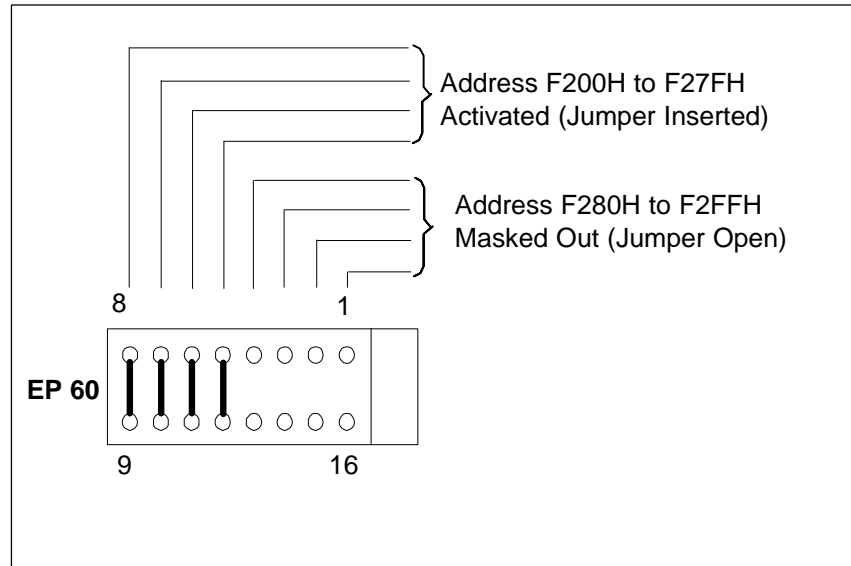 Address F200H to F27FH
Activated (Jumper Inserted)
Address F280H to F2FFH
Masked Out (Jumper Open)
8 1
EP 60
9 16